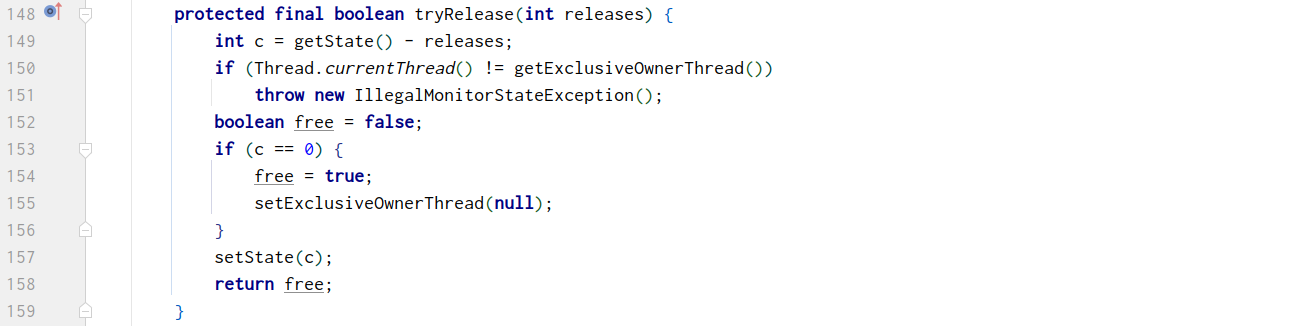 148 protected final boolean tryRelease(int releases) {
149 int c = getState() - releases;
150 if (Thread.currentThread() != getExclusiveOwnerThread())
151 throw new IllegalMonitorStateException();
152 boolean free = false;
153 if (c == 0) {
154 free = true;
155 setExclusiveOwnerThread(null);
156 }
157 setState(c);
158 return free;
159 }